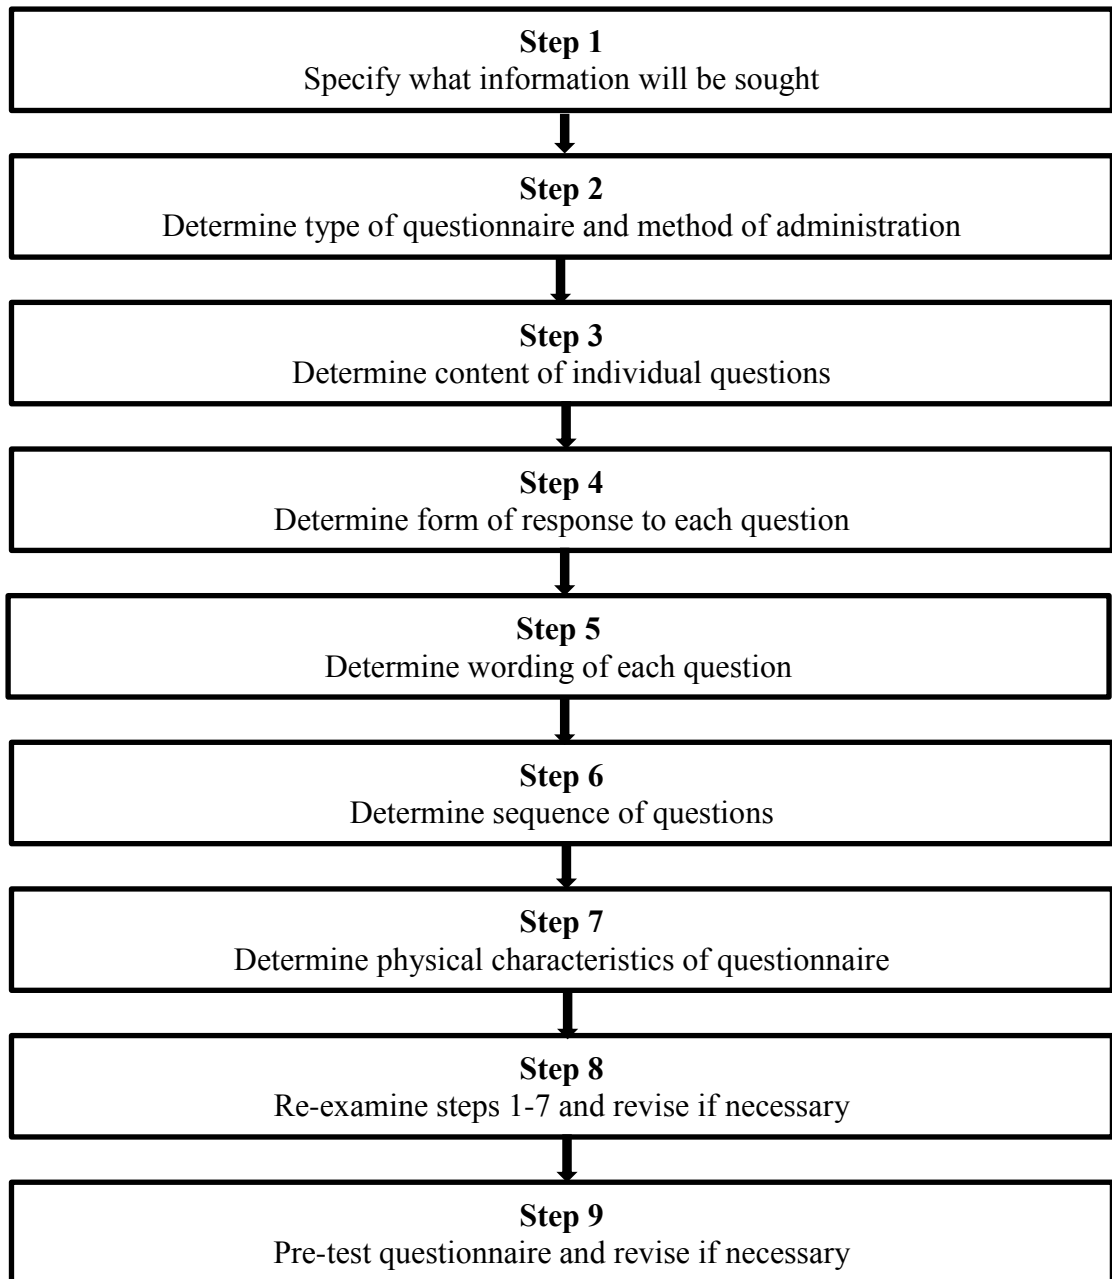 Step 1
Specify what information will be sought
Step 2
Determine type of questionnaire and method of administration
Step 3
Determine content of individual questions
Step 4
Determine form of response to each question
Step 5
Determine wording of each question
Step 6
Determine sequence of questions
Step 7
Determine physical characteristics of questionnaire
Step 8
Re-examine steps 1-7 and revise if necessary
Step 9
Pre-test questionnaire and revise if necessary